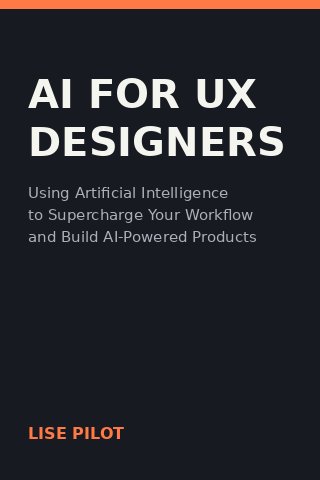 AI FOR UX
DESIGNERS
Using Artificial Intelligence
to Supercharge Your Workflow
and Build AI-Powered Products
LISE PILOT